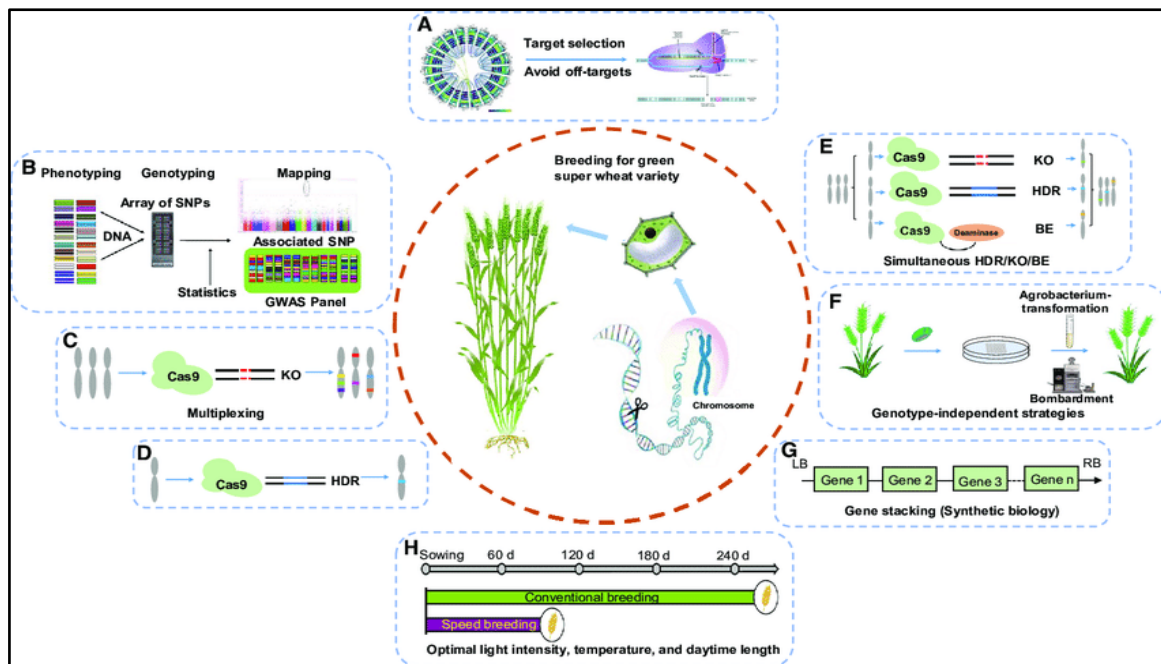 A
Target selection
Avoid off-targets
B
Phenotyping Genotyping Mapping
Array of SNPs
DNA
Associated SNP
Statistics
GWAS Panel
C
Cas9
KO
Multiplexing
D
Cas9
HDR
Breeding for green
super wheat variety
Chromosome
E
Cas9
KO
Cas9
HDR
Cas9
Deaminase
BE
Simultaneous HDR/KO/BE
F
Agrobacterium-
transformation
Bombardment
Genotype-independent strategies
G
LB
RB
Gene 1
Gene 2
Gene 3
Gene n
Gene stacking (Synthetic biology)
H
Sowing 60 d 120 d 180 d 240 d
Conventional breeding
Speed breeding
Optimal light intensity, temperature, and daytime length